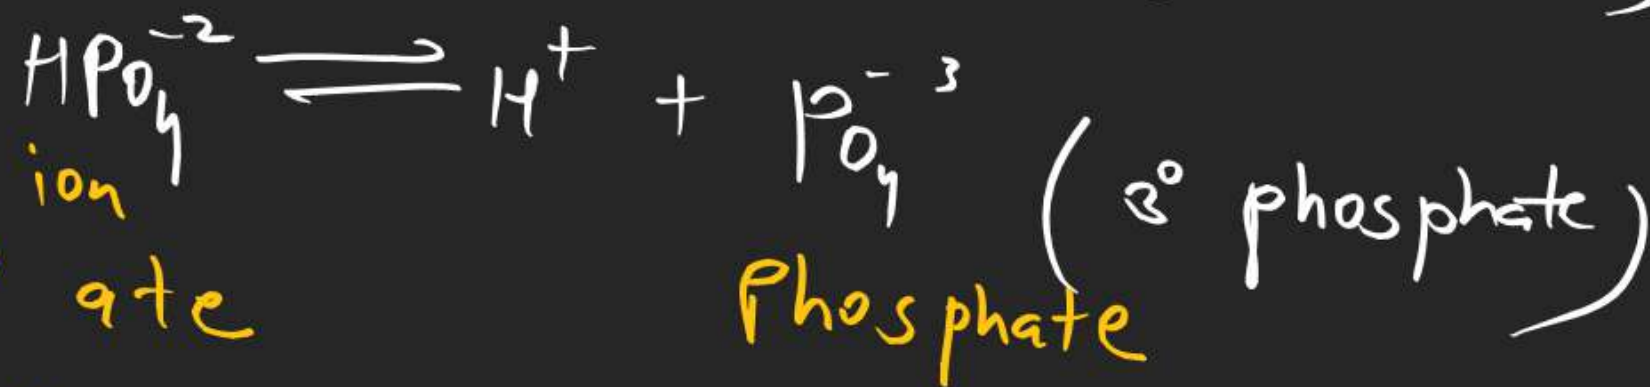 HPO₄⁻² ⇌ H⁺ + PO₄⁻³ (3° phosphate)
ion
ate Phosphate